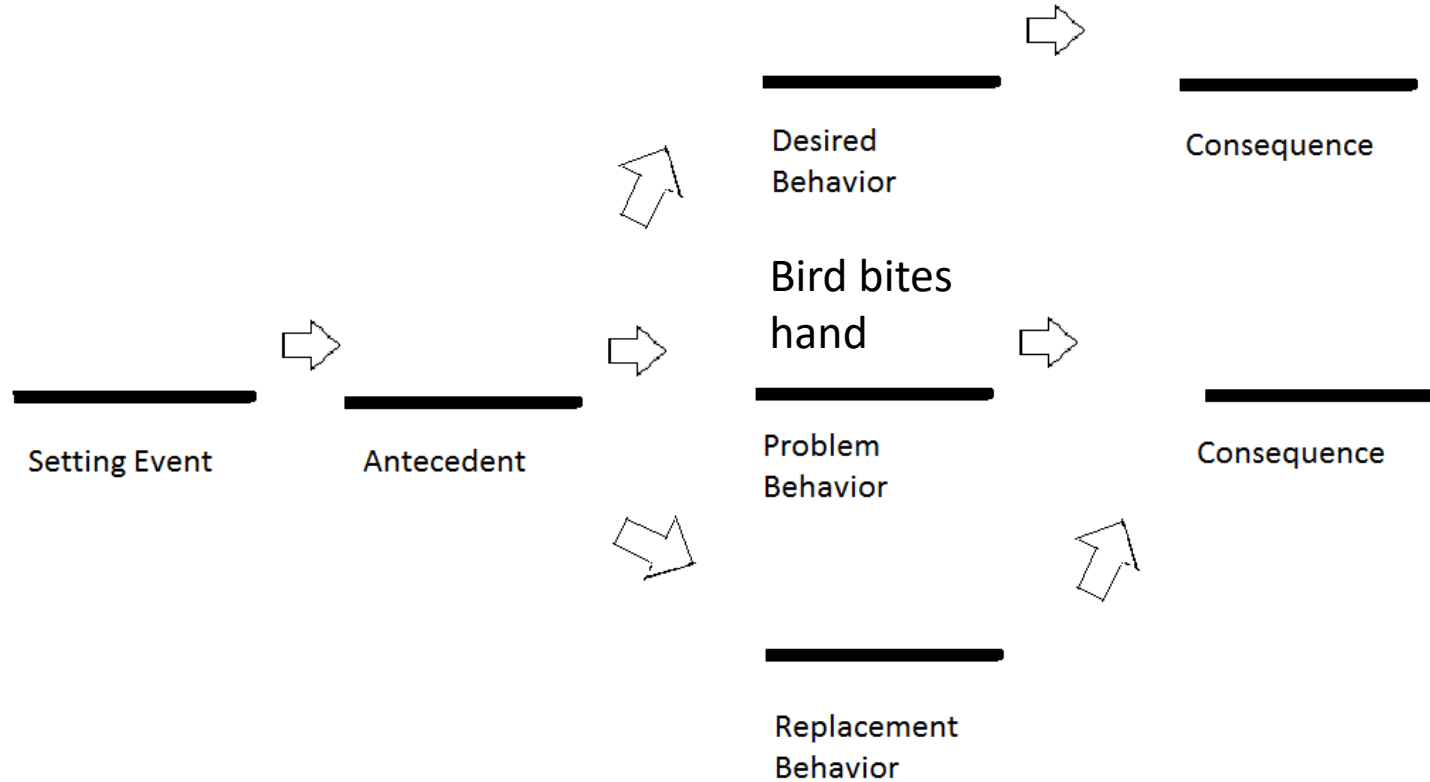 Desired
Behavior
Consequence
Bird bites
hand
Setting Event
Antecedent
Problem
Behavior
Consequence
Replacement
Behavior